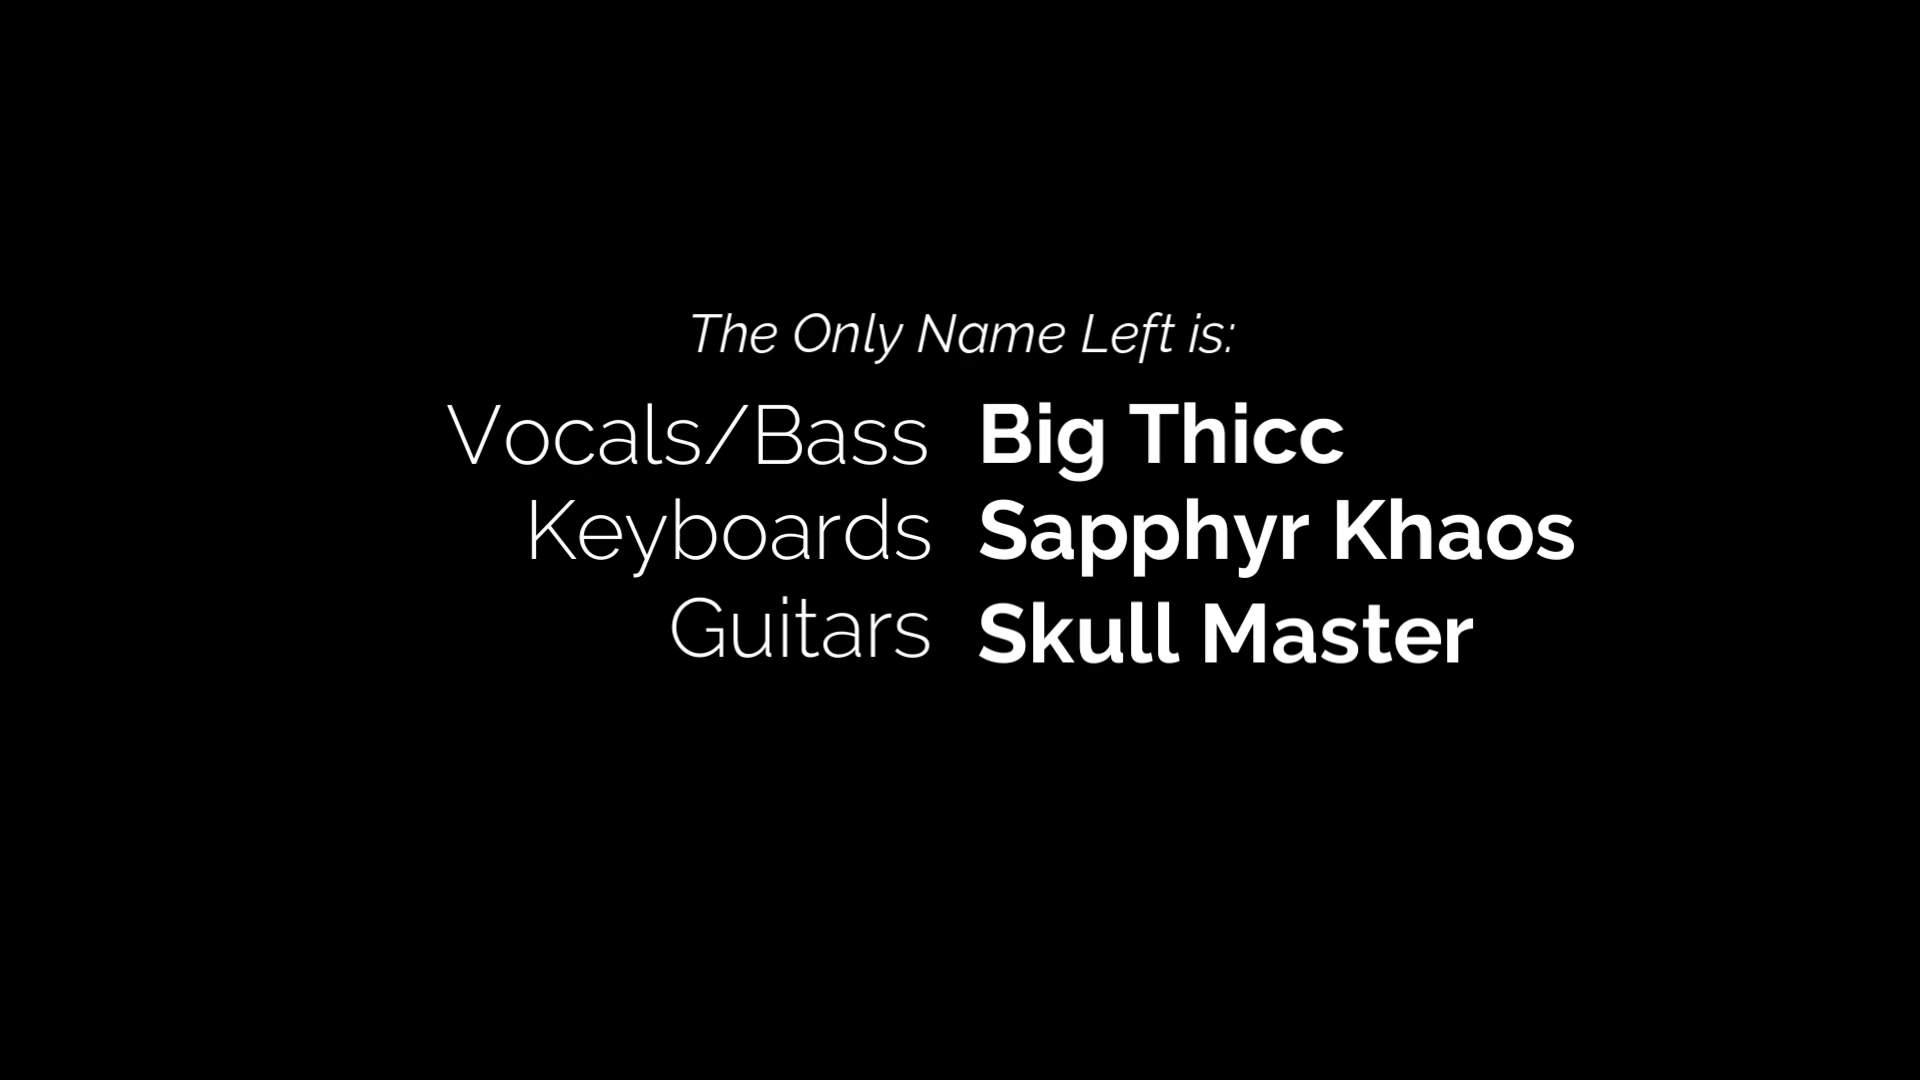 The Only Name Left is:
Vocals/Bass Big Thicc
Keyboards Sapphyr Khaos
Guitars Skull Master